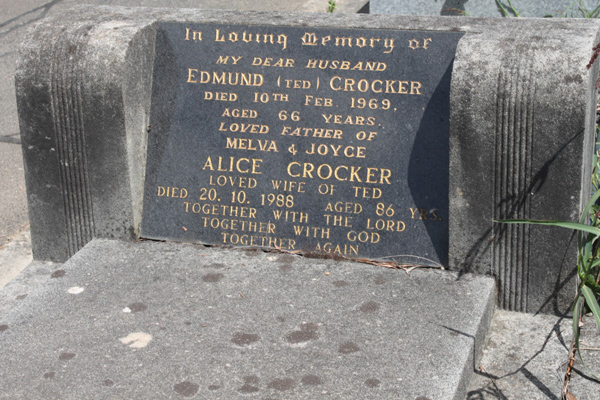 In Loving Memory of
MY DEAR HUSBAND
EDMUND (TED) CROCKER
DIED 10TH FEB 1969.
AGED 66 YEARS
LOVED FATHER OF
MELVA & JOYCE
ALICE CROCKER
LOVED WIFE OF TED
DIED 20. 10. 1988 AGED 86 YRS.
TOGETHER WITH THE LORD
TOGETHER WITH GOD
TOGETHER AGAIN